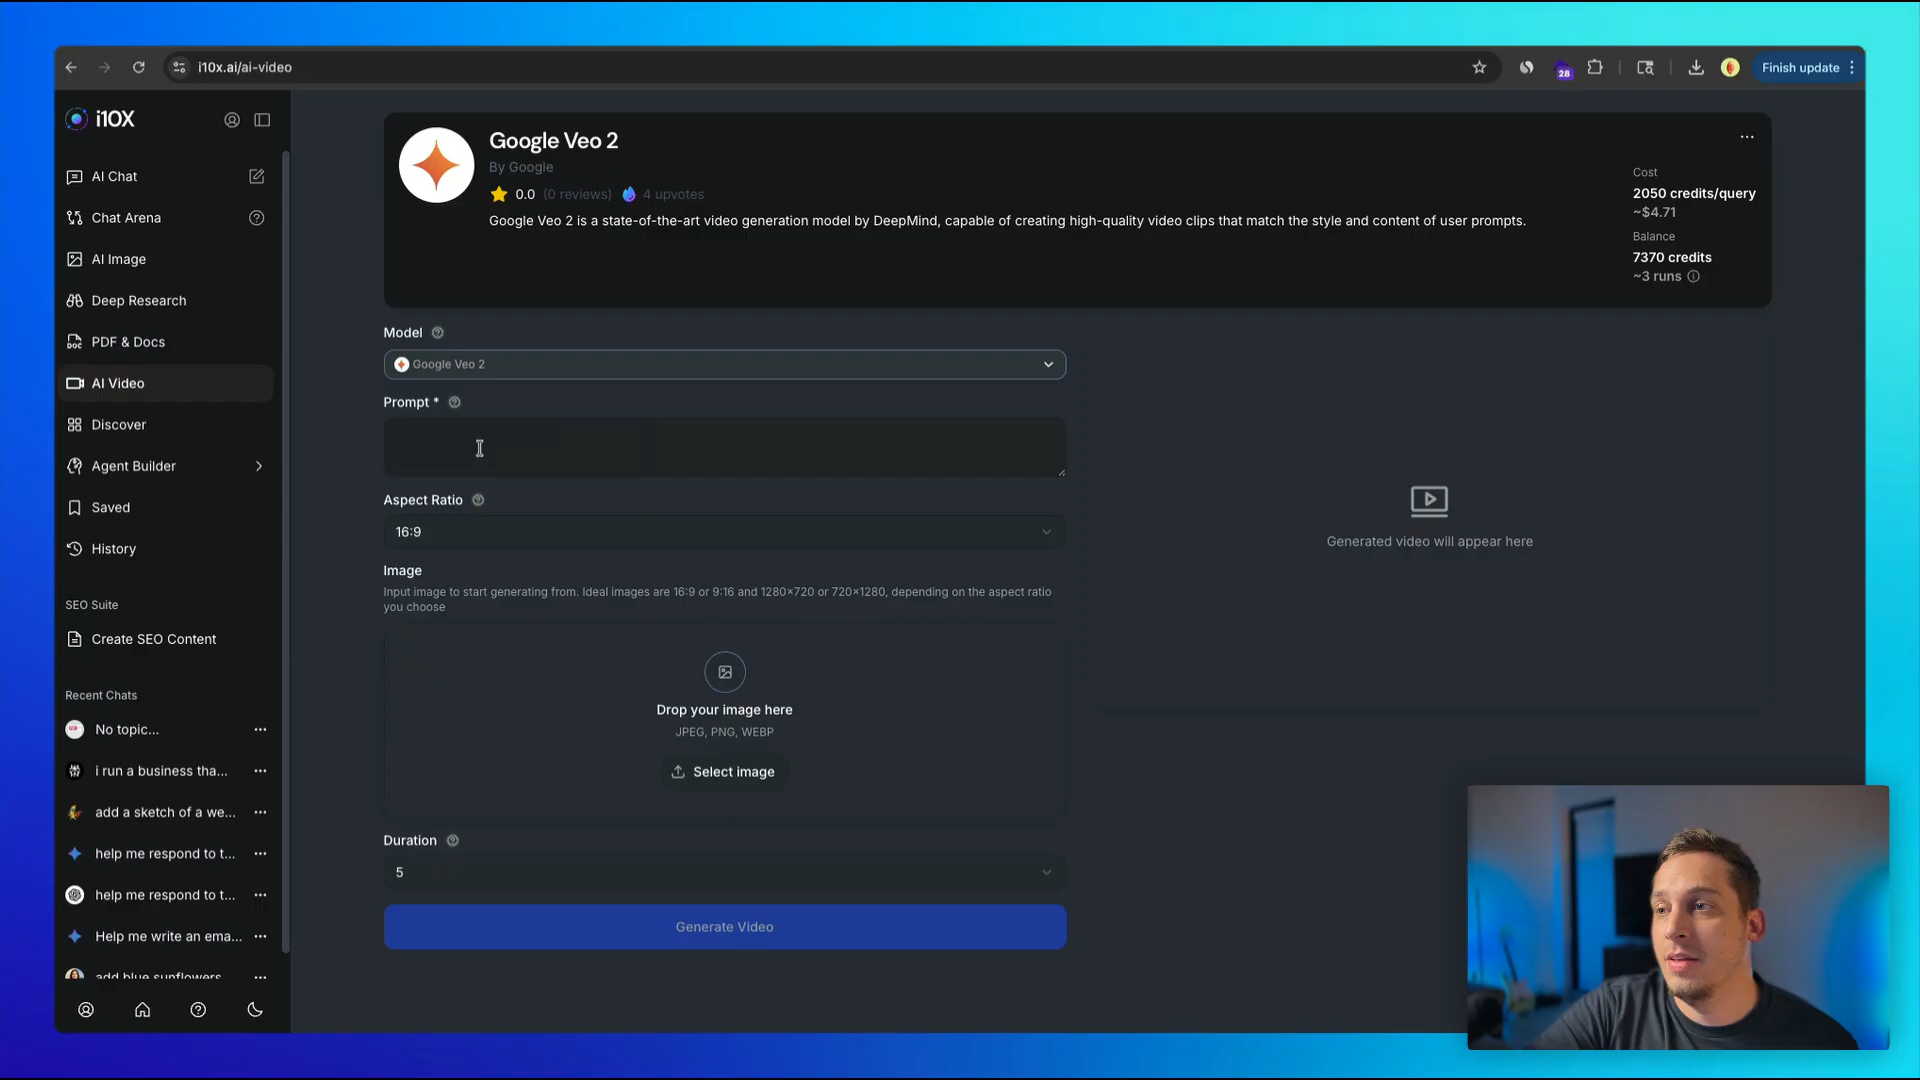 i10x.ai/ai-video
28
Finish update
i10X
AI Chat
Chat Arena
AI Image
Deep Research
PDF & Docs
AI Video
Discover
Agent Builder
Saved
History
SEO Suite
Create SEO Content
Recent Chats
No topic...
i run a business tha...
add a sketch of a we...
help me respond to t...
help me respond to t...
Help me write an ema...
add blue sunflowers
Google Veo 2
By Google
0.0 (0 reviews) 4 upvotes
Google Veo 2 is a state-of-the-art video generation model by DeepMind, capable of creating high-quality video clips that match the style and content of user prompts.
Cost
2050 credits/query
~$4.71
Balance
7370 credits
~3 runs
Model
Google Veo 2
Prompt *
Aspect Ratio
16:9
Image
Input image to start generating from. Ideal images are 16:9 or 9:16 and 1280×720 or 720×1280, depending on the aspect ratio
you choose
Drop your image here
JPEG, PNG, WEBP
Select image
Duration
5
Generate Video
Generated video will appear here